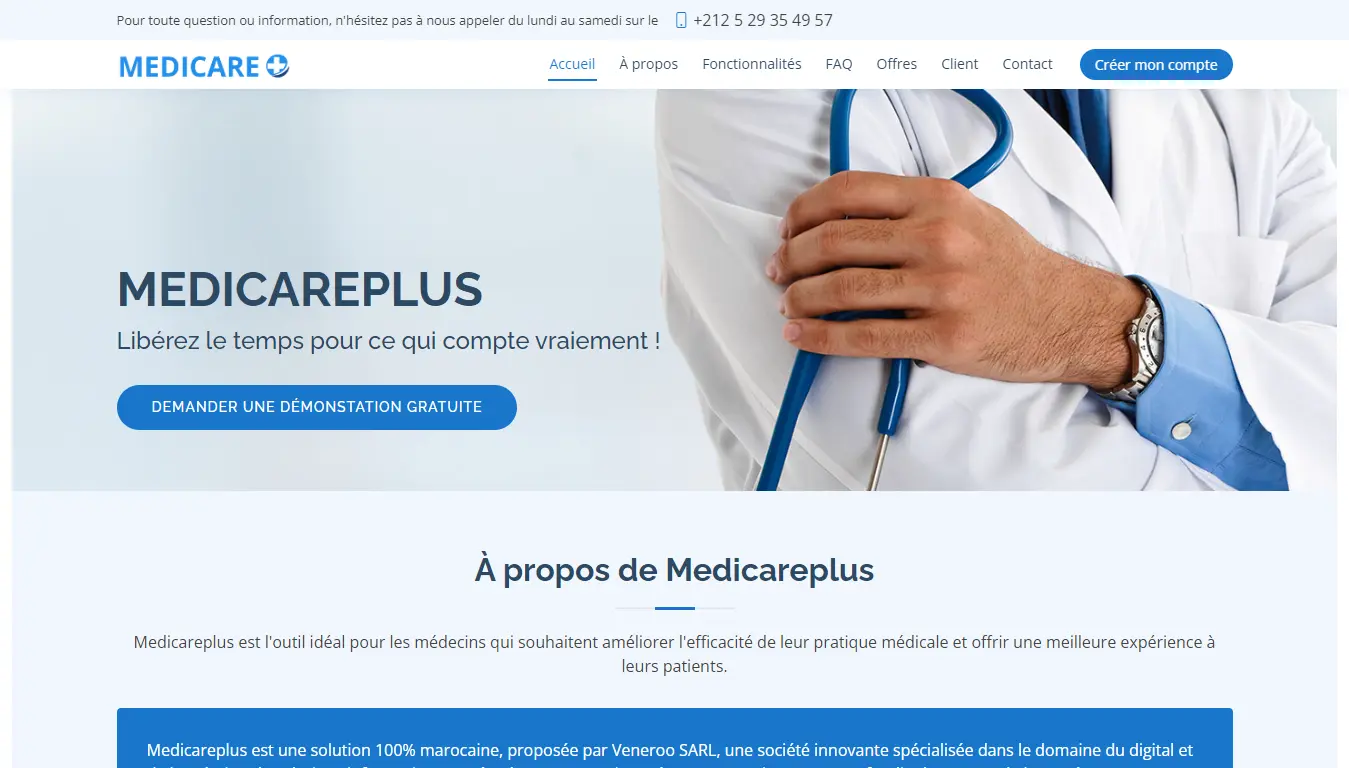 Pour toute question ou information, n'hésitez pas à nous appeler du lundi au samedi sur le +212 5 29 35 49 57
MEDICARE
Accueil À propos Fonctionnalités FAQ Offres Client Contact Créer mon compte
MEDICAREPLUS
Libérez le temps pour ce qui compte vraiment !
DEMANDER UNE DÉMONSTATION GRATUITE
À propos de Medicareplus
Medicareplus est l'outil idéal pour les médecins qui souhaitent améliorer l'efficacité de leur pratique médicale et offrir une meilleure expérience à
leurs patients.
Medicareplus est une solution 100% marocaine, proposée par Veneroo SARL, une société innovante spécialisée dans le domaine du digital et